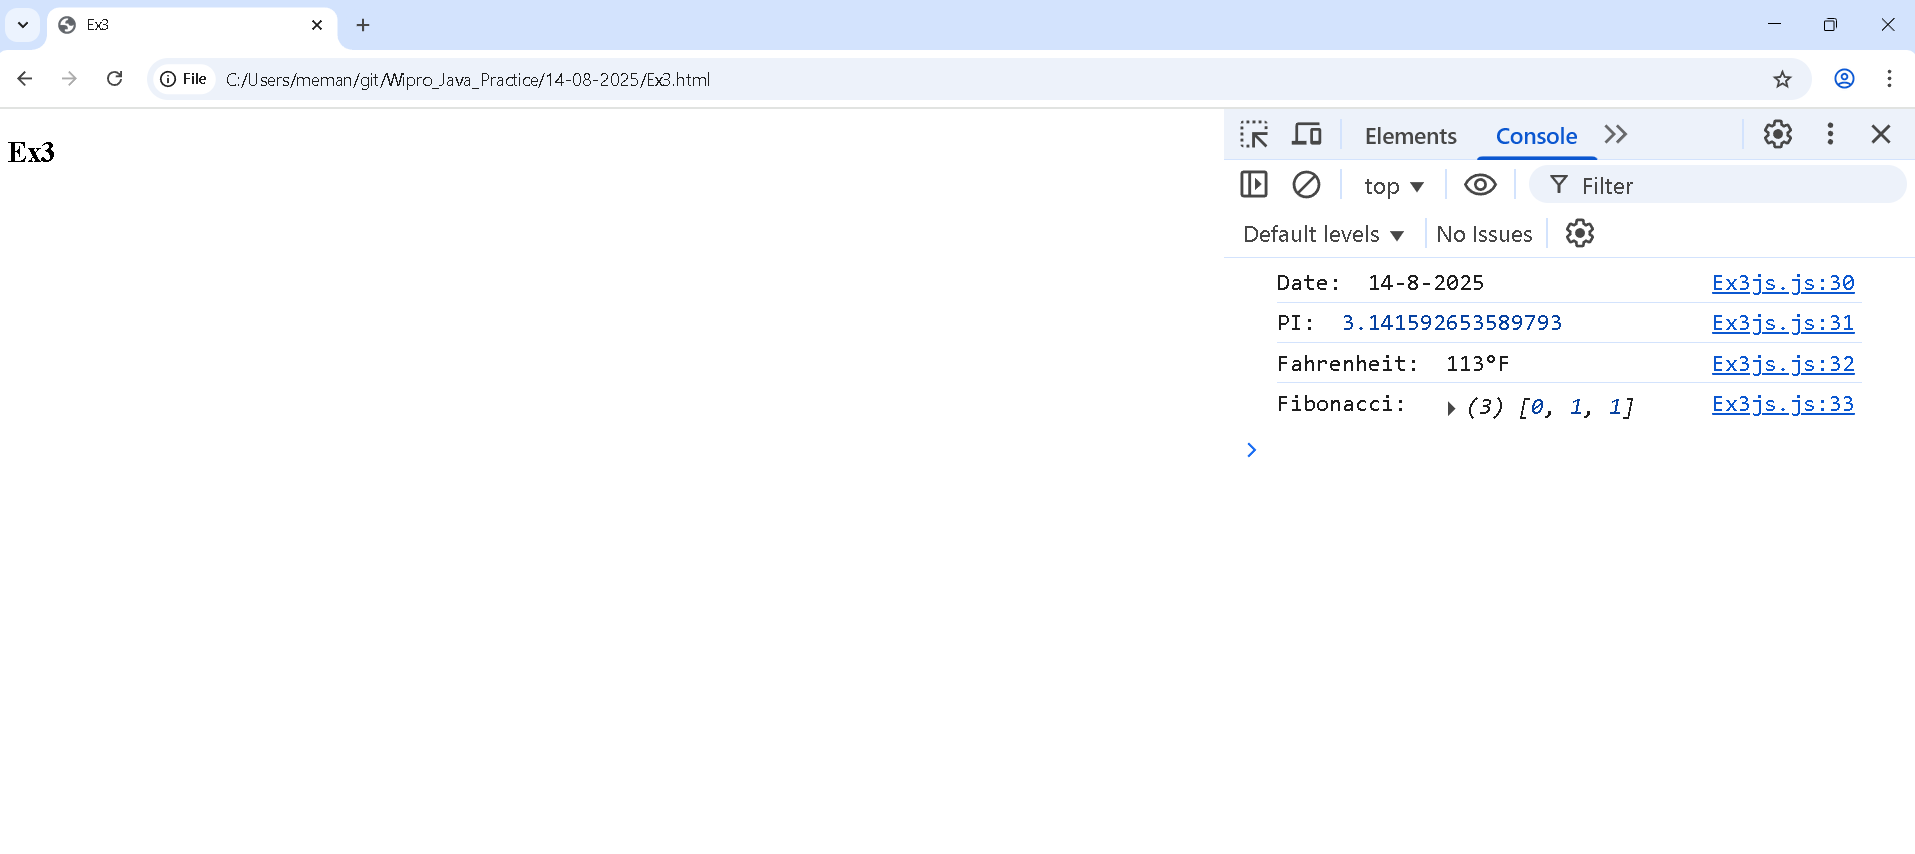 Ex3
File C:/Users/meman/git/Wipro_Java_Practice/14-08-2025/Ex3.html
Ex3
Elements Console
top Filter
Default levels No Issues
Date: 14-8-2025 Ex3js.js:30
PI: 3.141592653589793 Ex3js.js:31
Fahrenheit: 113°F Ex3js.js:32
Fibonacci: (3) [0, 1, 1] Ex3js.js:33